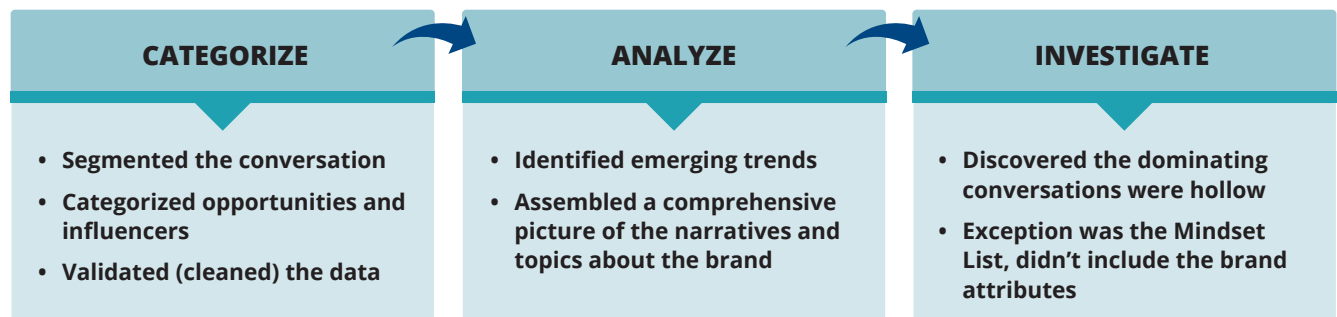 CATEGORIZE
• Segmented the conversation
• Categorized opportunities and
influencers
• Validated (cleaned) the data
ANALYZE
• Identified emerging trends
• Assembled a comprehensive
picture of the narratives and
topics about the brand
INVESTIGATE
• Discovered the dominating
conversations were hollow
• Exception was the Mindset
List, didn’t include the brand
attributes